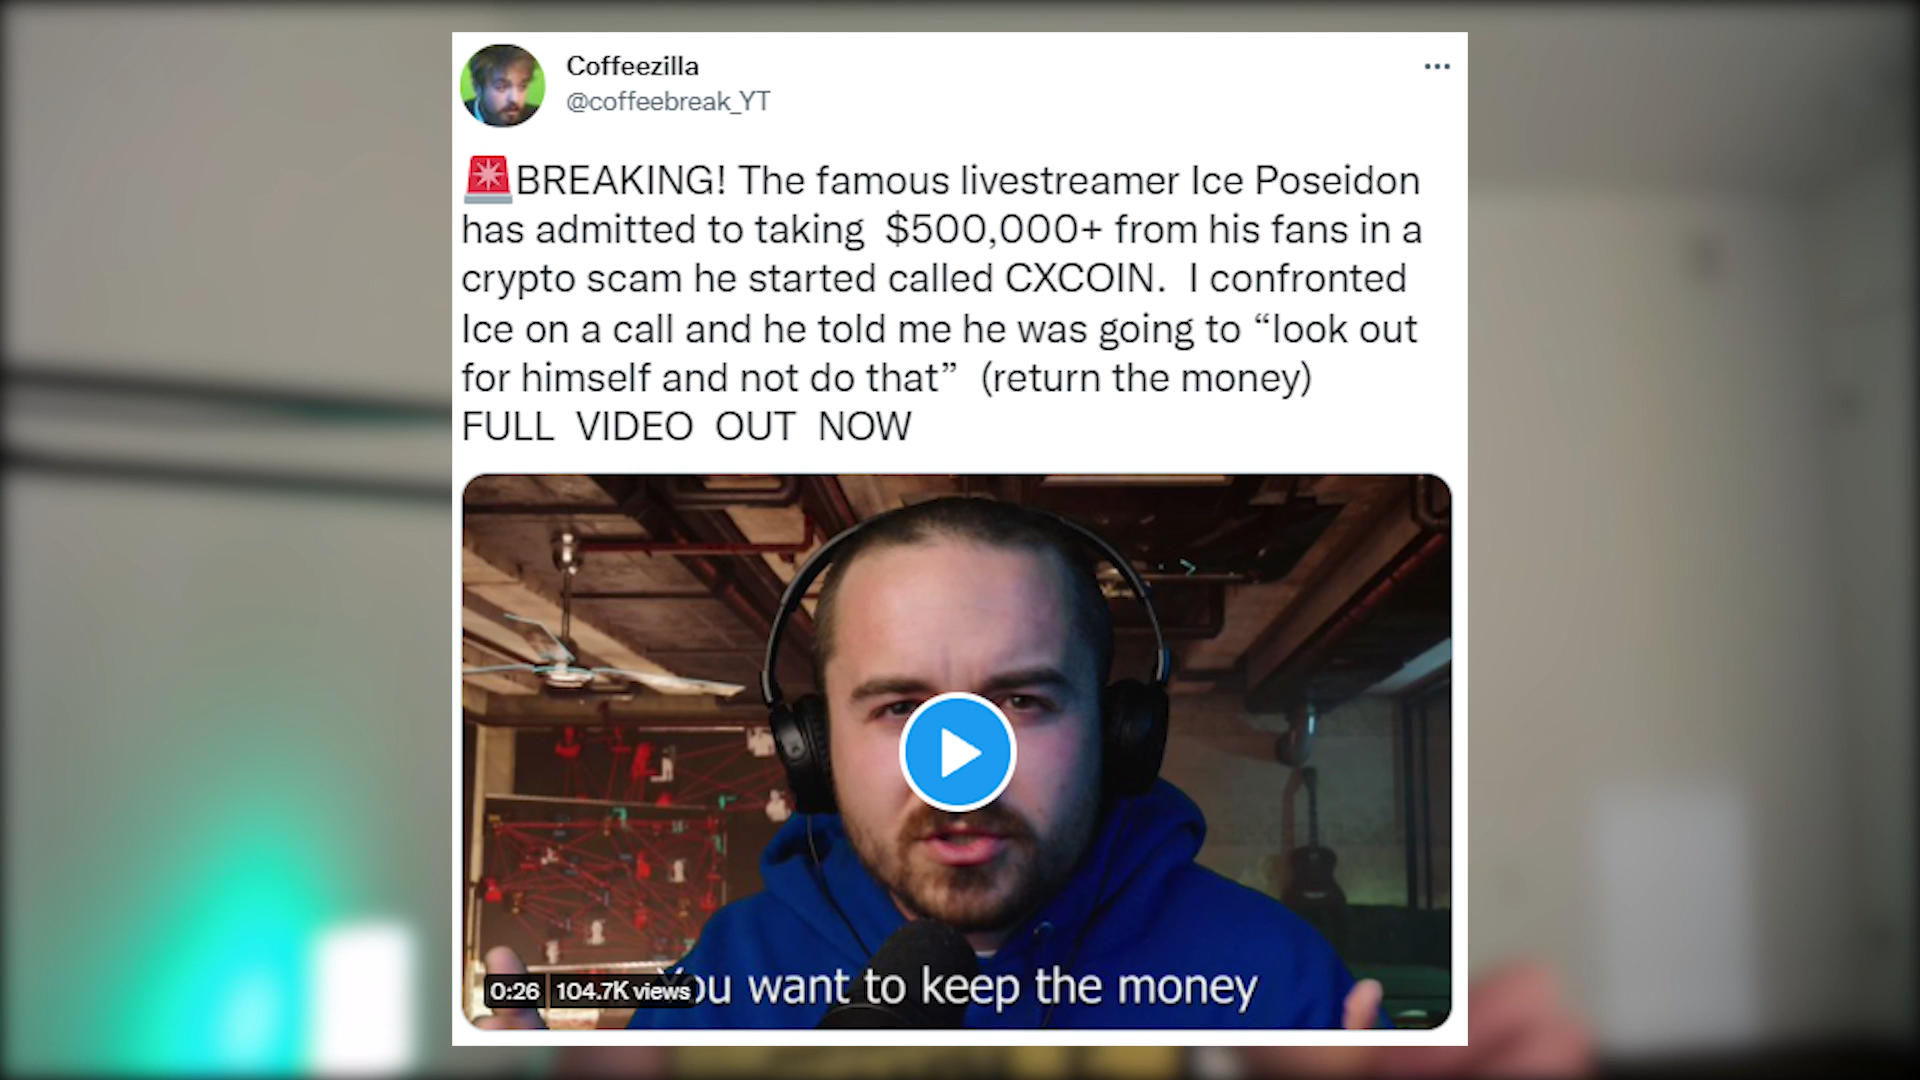 Coffeezilla
@coffeebreak_YT
🚨BREAKING! The famous livestreamer Ice Poseidon
has admitted to taking $500,000+ from his fans in a
crypto scam he started called CXCOIN. I confronted
Ice on a call and he told me he was going to “look out
for himself and not do that” (return the money)
FULL VIDEO OUT NOW
You want to keep the money
0:26 104.7K views